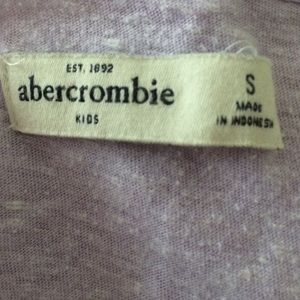 EST. 1892
abercrombie
KIDS
S
MADE
IN INDONESIA